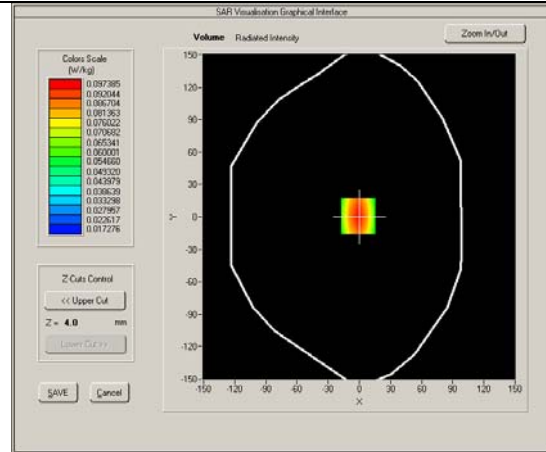 SAR Visualisation Graphical Interface
Volume Radiated Intensity
Zoom In/Out
Colors Scale
(W/kg)
0.097385
0.092044
0.086704
0.081363
0.076022
0.070682
0.065341
0.060001
0.054660
0.049320
0.043979
0.038639
0.033298
0.027957
0.022617
0.017276
150
120
90
60
30
0
-30
-60
-90
-120
-150
Y
-150 -120 -90 -60 -30 0 30 60 90 120 150
X
Z Cuts Control
<< Upper Cut
Z = 4.0 mm
Lower Cut >>
SAVE Cancel